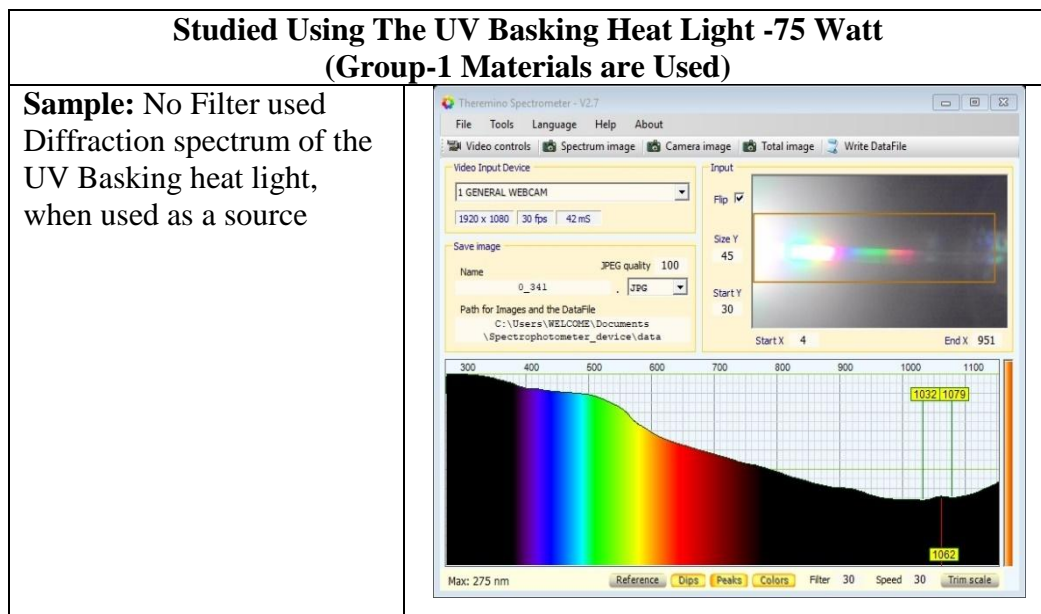 Studied Using The UV Basking Heat Light -75 Watt
(Group-1 Materials are Used)
Sample: No Filter used
Diffraction spectrum of the
UV Basking heat light,
when used as a source
Theremino Spectrometer - V2.7
File Tools Language Help About
Video controls Spectrum image Camera image Total image Write DataFile
Video Input Device
1 GENERAL WEBCAM
1920 x 1080 30 fps 42 mS
Save image
Name JPEG quality 100
0_341 . JPG
Path for Images and the DataFile
C:\Users\WELCOME\Documents
\Spectrophotometer_device\data
Input
Flip
Size Y
45
Start Y
30
Start X 4 End X 951
300 400 500 600 700 800 900 1000 1100
1032 1079
1062
Max: 275 nm Reference Dips Peaks Colors Filter 30 Speed 30 Trim scale